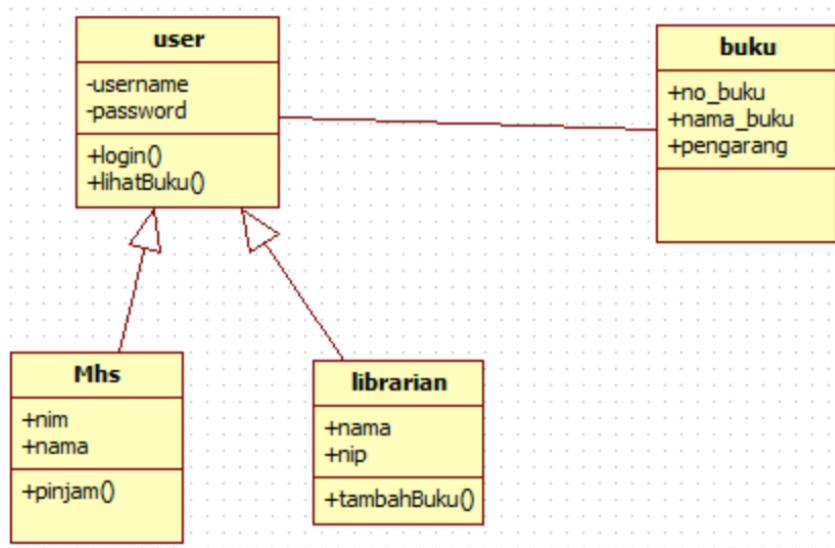 user
-username
-password
+login()
+lihatBuku()
buku
+no_buku
+nama_buku
+pengarang
Mhs
+nim
+nama
+pinjam()
librarian
+nama
+nip
+tambahBuku()